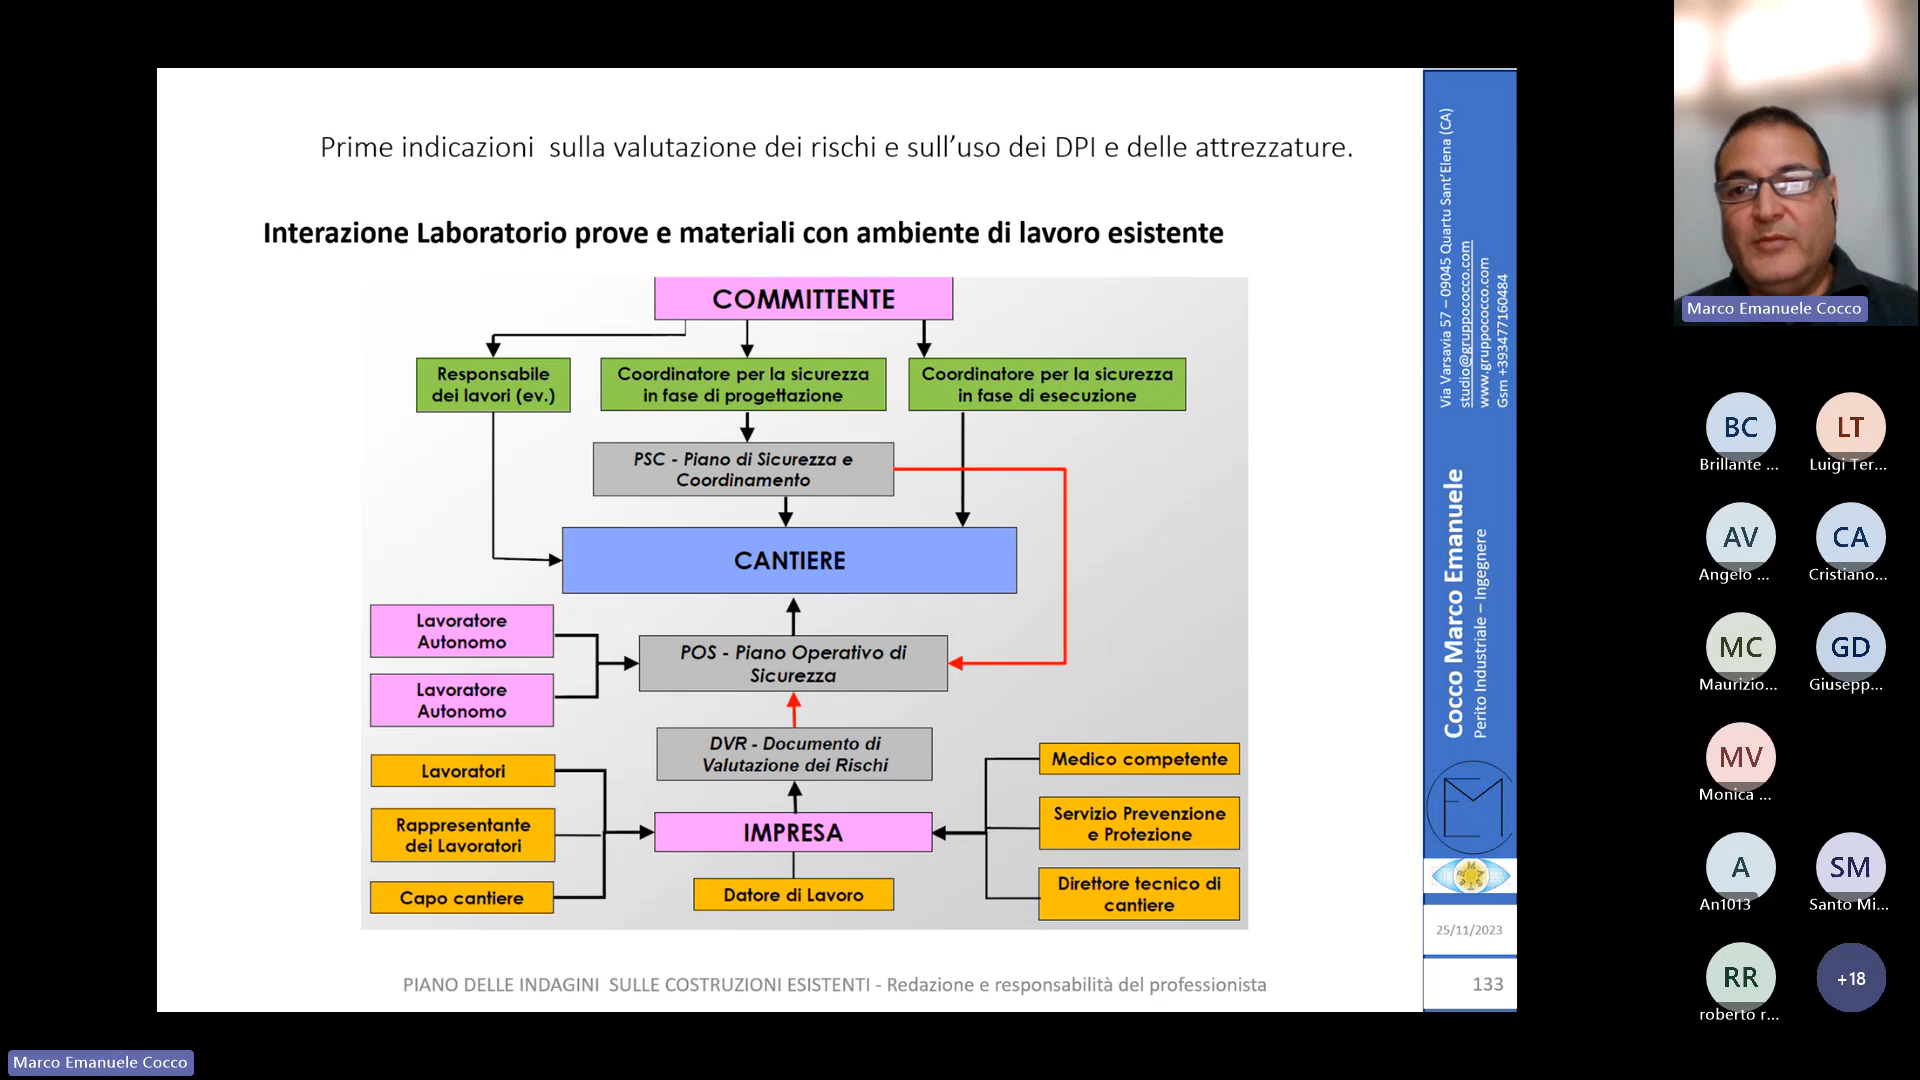 Prime indicazioni  sulla valutazione dei rischi e sull’uso dei DPI e delle attrezzature.
Interazione Laboratorio prove e materiali con ambiente di lavoro esistente
COMMITTENTE
Responsabile
dei lavori (ev.)
Coordinatore per la sicurezza
in fase di progettazione
Coordinatore per la sicurezza
in fase di esecuzione
PSC - Piano di Sicurezza e
Coordinamento
CANTIERE
Lavoratore
Autonomo
Lavoratore
Autonomo
POS - Piano Operativo di
Sicurezza
DVR - Documento di
Valutazione dei Rischi
Lavoratori
Rappresentante
dei Lavoratori
Capo cantiere
IMPRESA
Datore di Lavoro
Medico competente
Servizio Prevenzione
e Protezione
Direttore tecnico di
cantiere
PIANO DELLE INDAGINI  SULLE COSTRUZIONI ESISTENTI - Redazione e responsabilità del professionista
Via Varsavia 57 – 09045 Quartu Sant’Elena (CA)
studio@gruppococco.com
www.gruppococco.com
Gsm +393477160484
Cocco Marco Emanuele
Perito Industriale – Ingegnere
25/11/2023
133
Marco Emanuele Cocco
BC
Brillante ...
LT
Luigi Ter...
AV
Angelo ...
CA
Cristiano...
MC
Maurizio...
GD
Giusepp...
MV
Monica ...
A
An1013
SM
Santo Mi...
RR
roberto r...
+18
Marco Emanuele Cocco